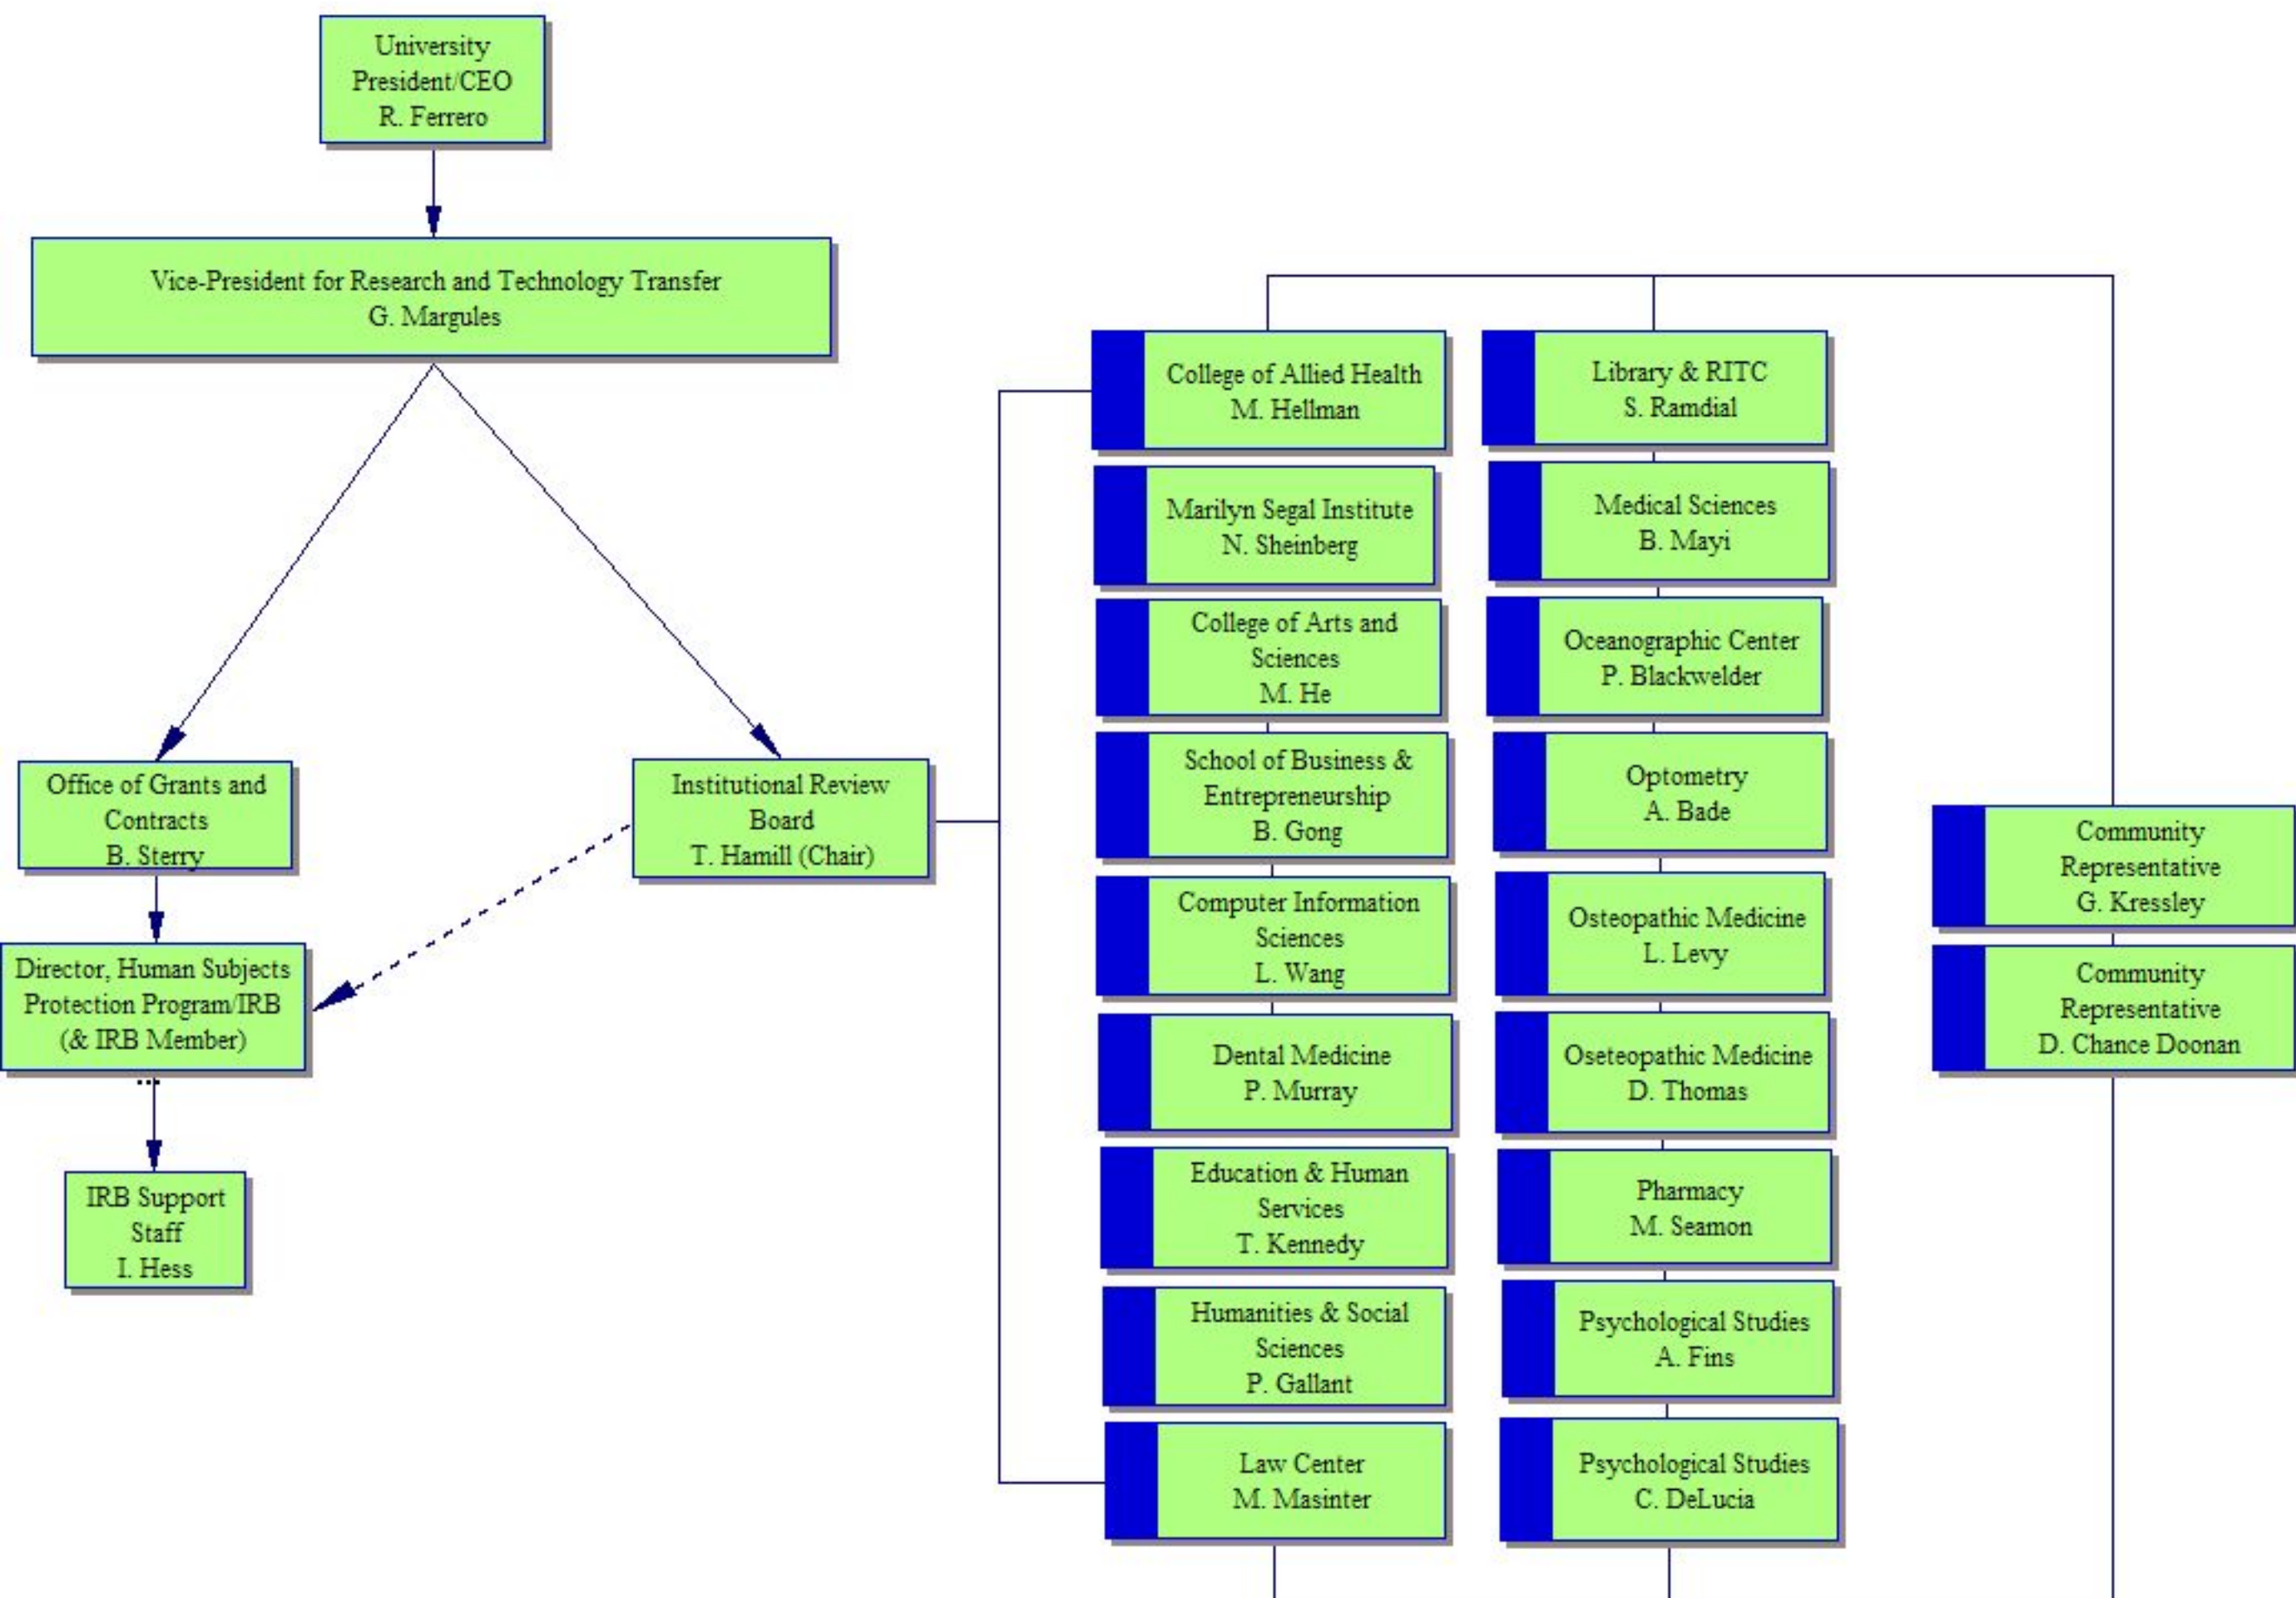 University
President/CEO
R. Ferrero
Vice-President for Research and Technology Transfer
G. Margules
Office of Grants and
Contracts
B. Sterry
Director, Human Subjects
Protection Program/IRB
(& IRB Member)
...
IRB Support
Staff
I. Hess
Institutional Review
Board
T. Hamill (Chair)
College of Allied Health
M. Hellman
Marilyn Segal Institute
N. Sheinberg
College of Arts and
Sciences
M. He
School of Business &
Entrepreneurship
B. Gong
Computer Information
Sciences
L. Wang
Dental Medicine
P. Murray
Education & Human
Services
T. Kennedy
Humanities & Social
Sciences
P. Gallant
Law Center
M. Masinter
Library & RITC
S. Ramdial
Medical Sciences
B. Mayi
Oceanographic Center
P. Blackwelder
Optometry
A. Bade
Osteopathic Medicine
L. Levy
Oseteopathic Medicine
D. Thomas
Pharmacy
M. Seamon
Psychological Studies
A. Fins
Psychological Studies
C. DeLucia
Community
Representative
G. Kressley
Community
Representative
D. Chance Doonan